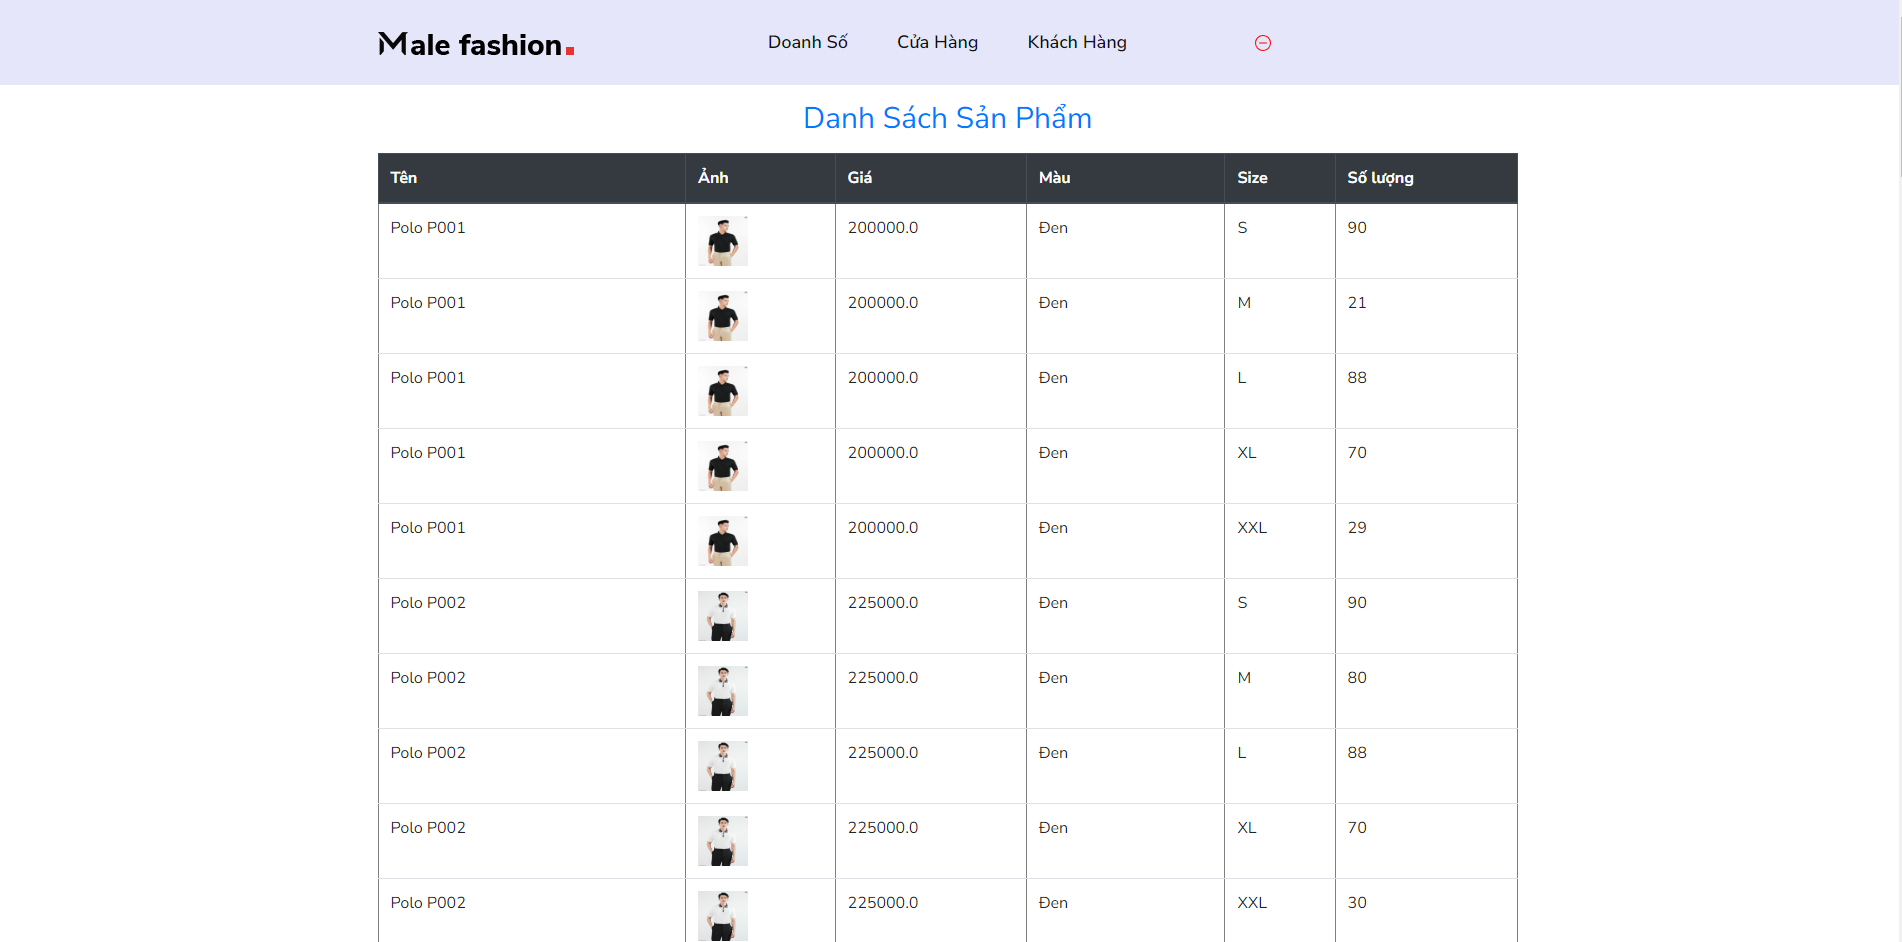 Male fashion.
Doanh Số Cửa Hàng Khách Hàng
Danh Sách Sản Phẩm
Tên Ảnh Giá Màu Size Số lượng
Polo P001 200000.0 Đen S 90
Polo P001 200000.0 Đen M 21
Polo P001 200000.0 Đen L 88
Polo P001 200000.0 Đen XL 70
Polo P001 200000.0 Đen XXL 29
Polo P002 225000.0 Đen S 90
Polo P002 225000.0 Đen M 80
Polo P002 225000.0 Đen L 88
Polo P002 225000.0 Đen XL 70
Polo P002 225000.0 Đen XXL 30